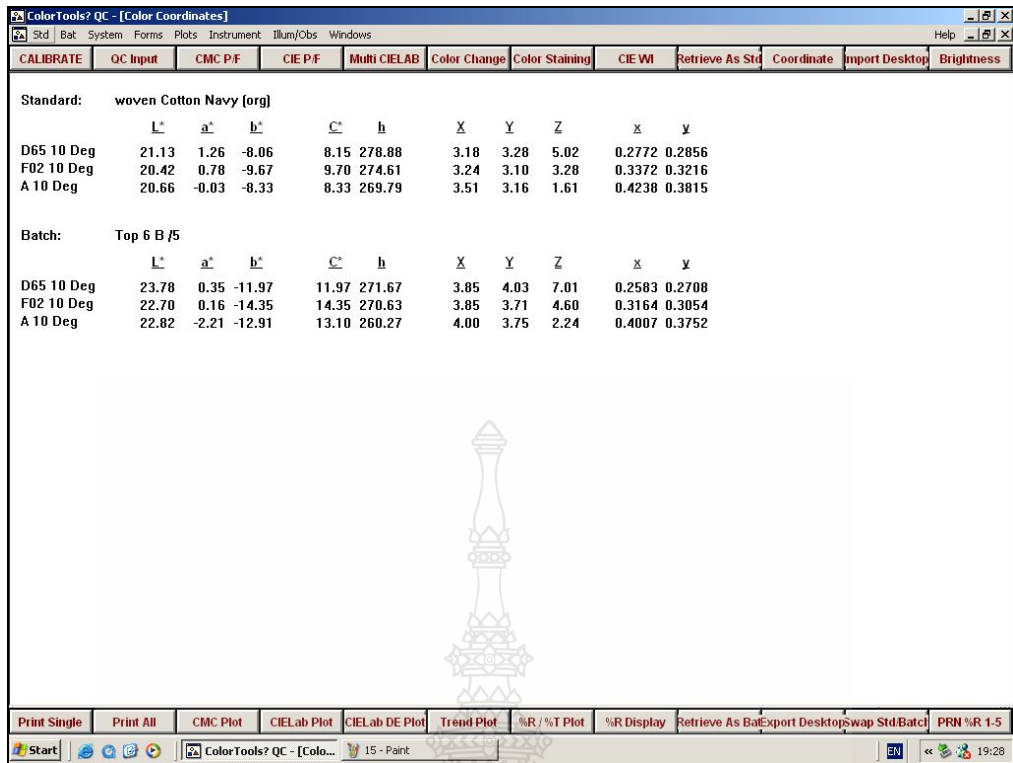 ColorTools? QC - [Color Coordinates]
Std Bat System Forms Plots Instrument Illum/Obs Windows Help
CALIBRATE QC Input CMC P/F CIE P/F Multi CIELAB Color Change Color Staining CIE WI Retrieve As Std Coordinate Import Desktop Brightness
Standard: woven Cotton Navy (org)
L* a* b* C* h X Y Z x y
D65 10 Deg 21.13 1.26 -8.06 8.15 278.88 3.18 3.28 5.02 0.2772 0.2856
F02 10 Deg 20.42 0.78 -9.67 9.70 274.61 3.24 3.10 3.28 0.3372 0.3216
A 10 Deg 20.66 -0.03 -8.33 8.33 269.79 3.51 3.16 1.61 0.4238 0.3815
Batch: Top 6 B /5
L* a* b* C* h X Y Z x y
D65 10 Deg 23.78 0.35 -11.97 11.97 271.67 3.85 4.03 7.01 0.2583 0.2708
F02 10 Deg 22.70 0.16 -14.35 14.35 270.63 3.85 3.71 4.60 0.3164 0.3054
A 10 Deg 22.82 -2.21 -12.91 13.10 260.27 4.00 3.75 2.24 0.4007 0.3752
Print Single Print All CMC Plot CIELab Plot CIELab DE Plot Trend Plot %R / %T Plot %R Display Retrieve As Bat Export Desktop Swap Std/Batch PRN %R 1-5
Start ColorTools? QC - [Colo... 15 - Paint EN « 19:28